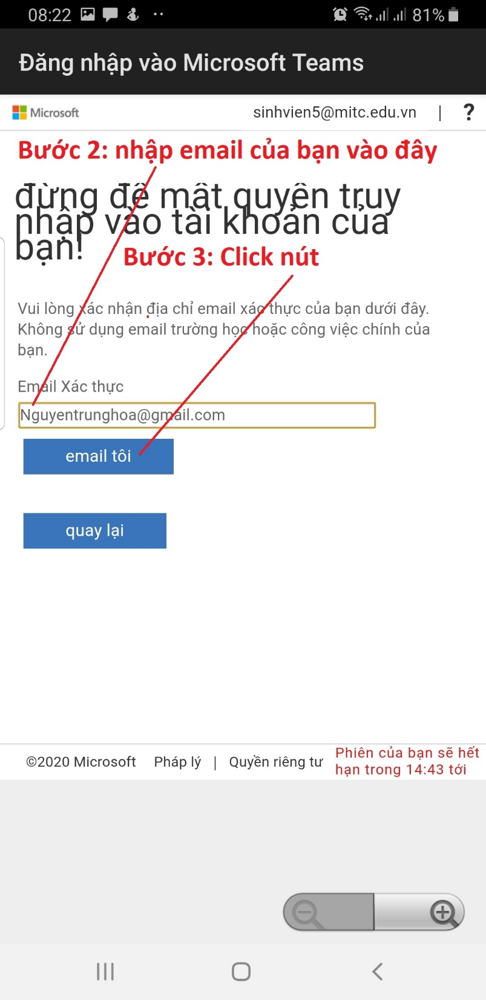 08:22 81%
Đăng nhập vào Microsoft Teams
Microsoft sinhvien5@mitc.edu.vn | ?
Bước 2: nhập email của bạn vào đây
đừng để mất quyền truy
nhập vào tài khoản của
bạn!
Bước 3: Click nút
Vui lòng xác nhận địa chỉ email xác thực của bạn dưới đây.
Không sử dụng email trường học hoặc công việc chính của
bạn.
Email Xác thực
Nguyentrunghoa@gmail.com
email tôi
quay lại
©2020 Microsoft Pháp lý | Quyền riêng tư
Phiên của bạn sẽ hết
hạn trong 14:43 tới